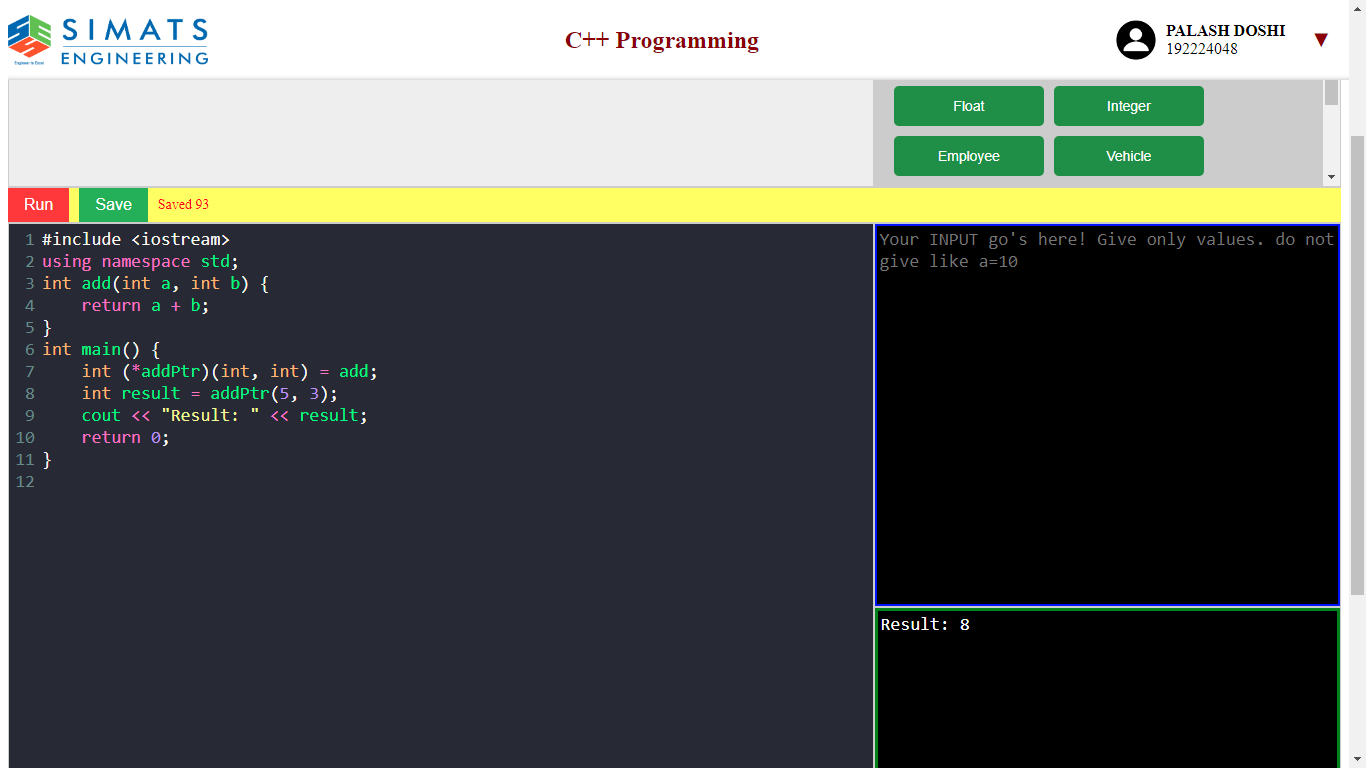 SIMATS
ENGINEERING
Engineer to Excel
C++ Programming
PALASH DOSHI
192224048
▼
Float
Integer
Employee
Vehicle
Run
Save
Saved 93
1 #include <iostream>
2 using namespace std;
3 int add(int a, int b) {
4     return a + b;
5 }
6 int main() {
7     int (*addPtr)(int, int) = add;
8     int result = addPtr(5, 3);
9     cout << "Result: " << result;
10     return 0;
11 }
12
Your INPUT go's here! Give only values. do not
give like a=10
Result: 8